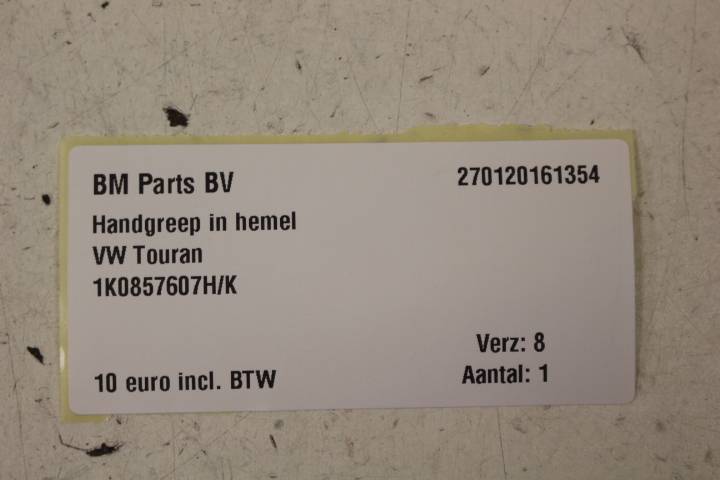 BM Parts BV 270120161354
Handgreep in hemel
VW Touran
1K0857607H/K
Verz: 8
10 euro incl. BTW Aantal: 1